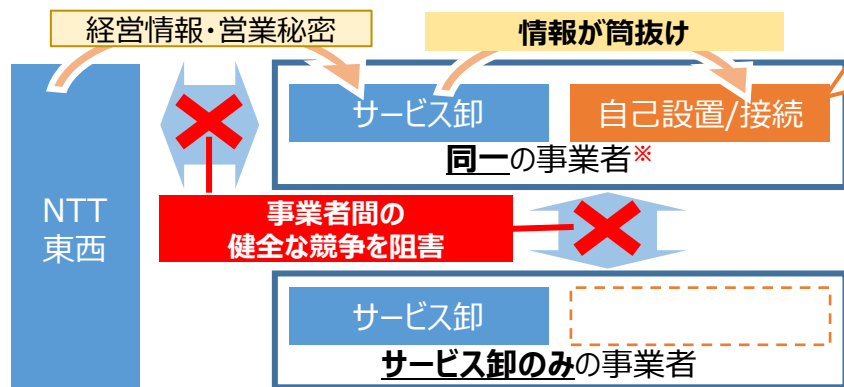 経営情報・営業秘密
情報が筒抜け
サービス卸
自己設置/接続
同一の事業者※
NTT
東西
事業者間の
健全な競争を阻害
サービス卸
サービス卸のみの事業者